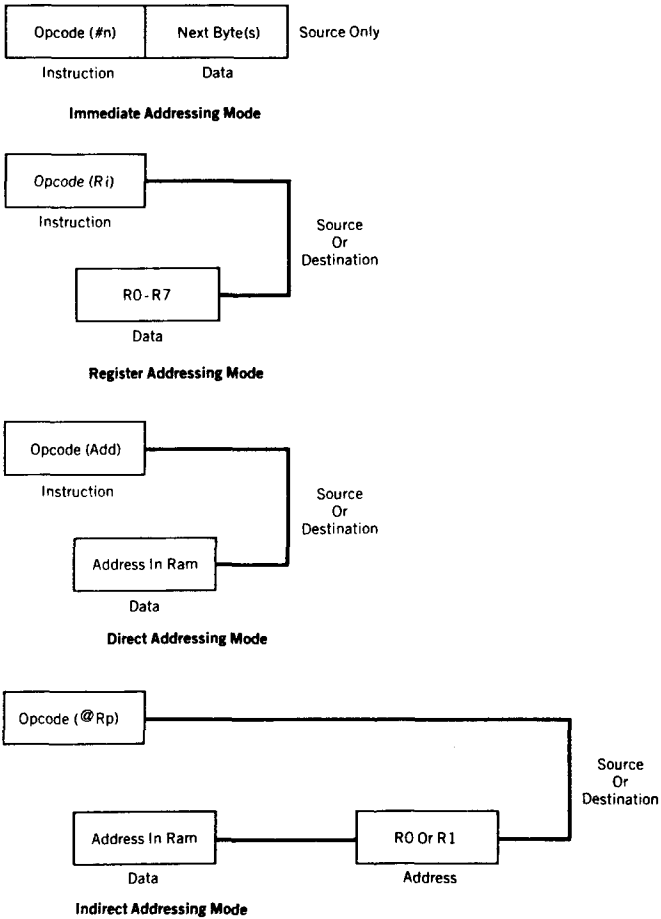 Opcode (#n) Next Byte(s) Source Only
Instruction Data
Immediate Addressing Mode
Opcode (Ri)
Instruction
Source
Or
Destination
R0-R7
Data
Register Addressing Mode
Opcode (Add)
Instruction
Source
Or
Destination
Address In Ram
Data
Direct Addressing Mode
Opcode (@Rp)
Source
Or
Destination
Address In Ram R0 Or R1
Data Address
Indirect Addressing Mode